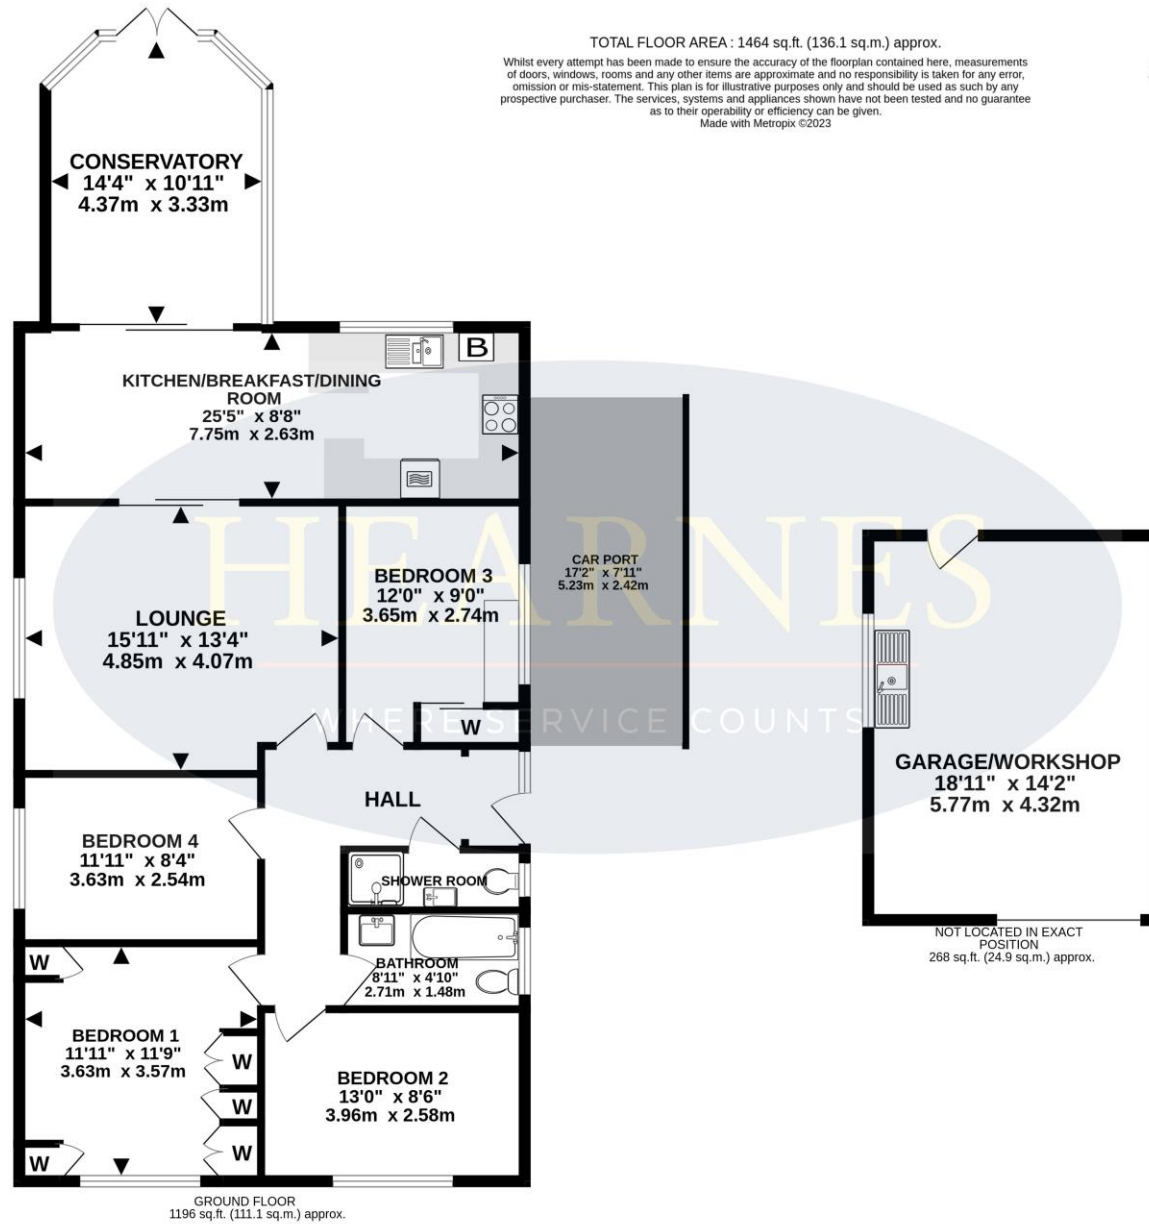 TOTAL FLOOR AREA : 1464 sq.ft. (136.1 sq.m.) approx.
Whilst every attempt has been made to ensure the accuracy of the floorplan contained here, measurements
of doors, windows, rooms and any other items are approximate and no responsibility is taken for any error,
omission or mis-statement. This plan is for illustrative purposes only and should be used as such by any
prospective purchaser. The services, systems and appliances shown have not been tested and no guarantee
as to their operability or efficiency can be given.
Made with Metropix ©2023
CONSERVATORY
14'4" x 10'11"
4.37m x 3.33m
B
KITCHEN/BREAKFAST/DINING
ROOM
25'5" x 8'8"
7.75m x 2.63m
HEARNES
WHERE SERVICE COUNTS
LOUNGE
15'11" x 13'4"
4.85m x 4.07m
BEDROOM 3
12'0" x 9'0"
3.65m x 2.74m
W
CAR PORT
17'2" x 7'11"
5.23m x 2.42m
GARAGE/WORKSHOP
18'11" x 14'2"
5.77m x 4.32m
NOT LOCATED IN EXACT
POSITION
268 sq.ft. (24.9 sq.m.) approx.
HALL
BEDROOM 4
11'11" x 8'4"
3.63m x 2.54m
SHOWER ROOM
BATHROOM
8'11" x 4'10"
2.71m x 1.48m
W
BEDROOM 1
11'11" x 11'9"
3.63m x 3.57m
W
W
W
W
BEDROOM 2
13'0" x 8'6"
3.96m x 2.58m
GROUND FLOOR
1196 sq.ft. (111.1 sq.m.) approx.